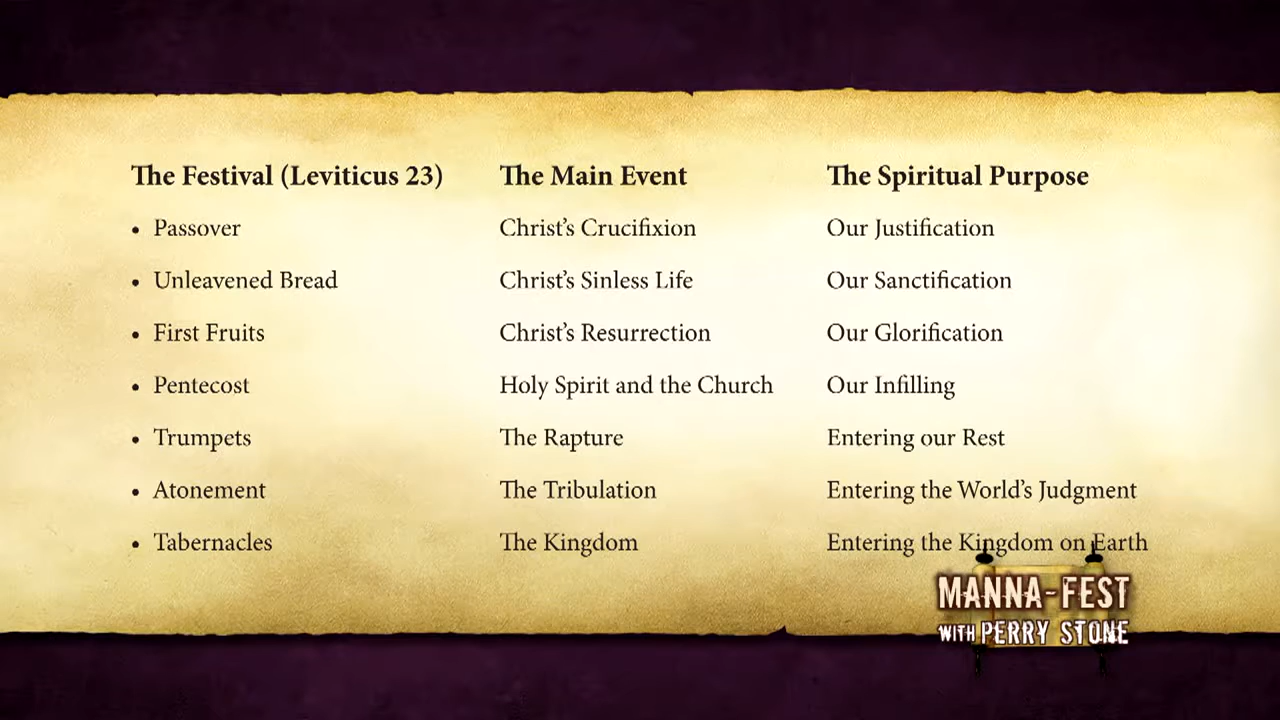 The Festival (Leviticus 23) The Main Event The Spiritual Purpose
• Passover Christ’s Crucifixion Our Justification
• Unleavened Bread Christ’s Sinless Life Our Sanctification
• First Fruits Christ’s Resurrection Our Glorification
• Pentecost Holy Spirit and the Church Our Infilling
• Trumpets The Rapture Entering our Rest
• Atonement The Tribulation Entering the World’s Judgment
• Tabernacles The Kingdom Entering the Kingdom on Earth
MANNA-FEST
WITH PERRY STONE